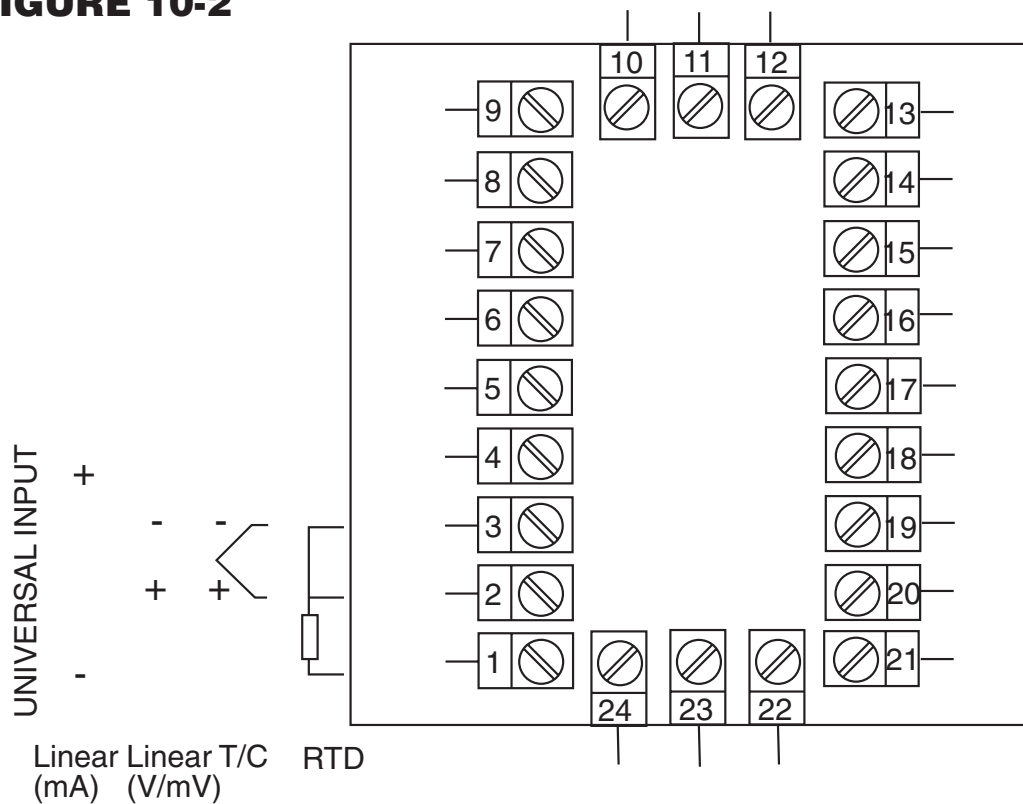 IGURE 10-2
10 11 12
9 13
8 14
7 15
6 16
5 17
4 18
3 19
2 20
1 21
24 23 22
UNIVERSAL INPUT
+
- -
+ +
-
Linear Linear T/C RTD
(mA) (V/mV)